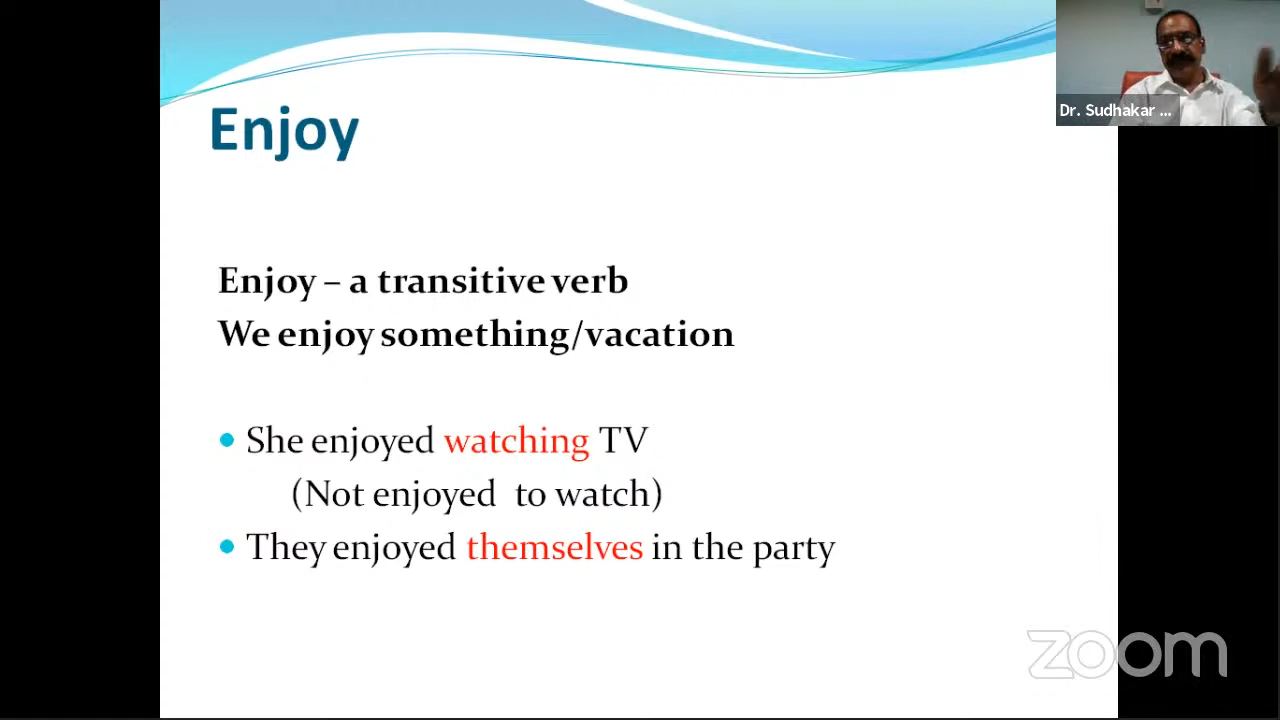 Enjoy
Dr. Sudhakar ...
Enjoy – a transitive verb
We enjoy something/vacation
She enjoyed watching TV
(Not enjoyed to watch)
They enjoyed themselves in the party
zoom